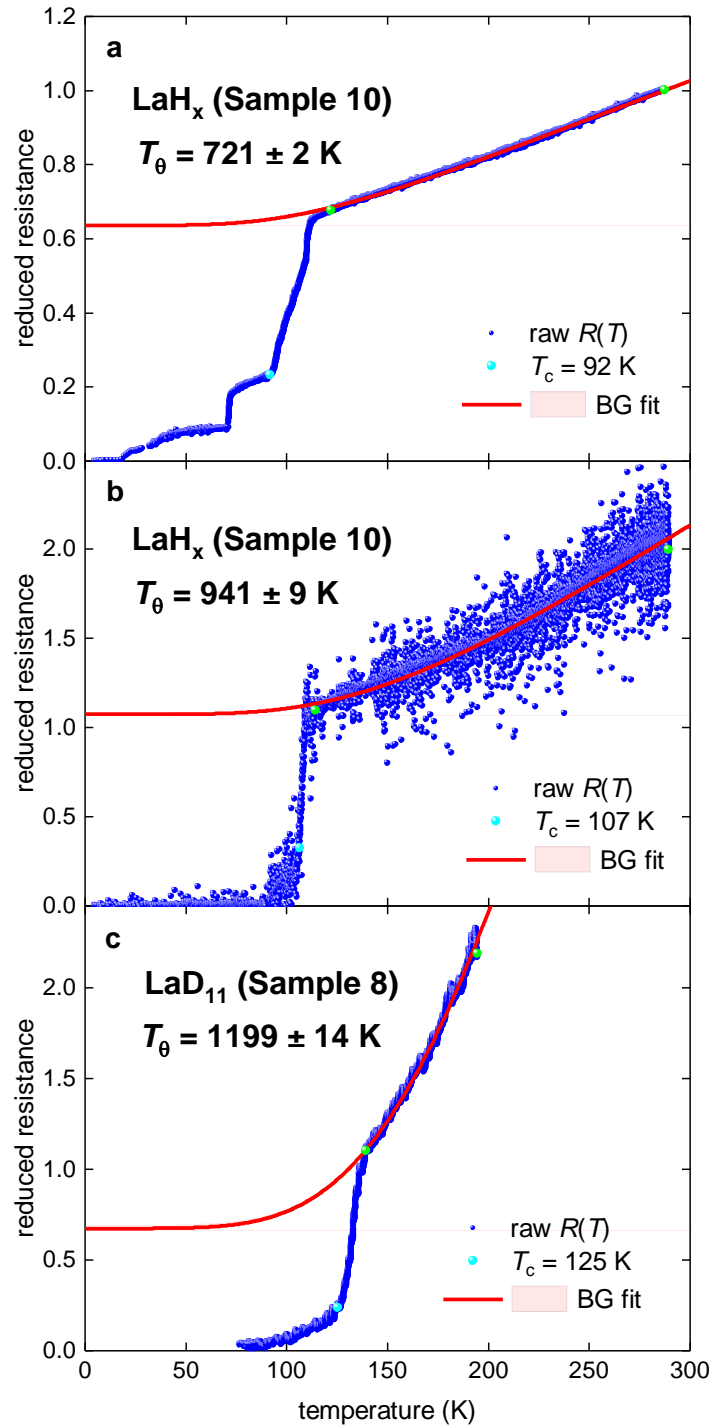 1.2
a
1.0
LaHx (Sample 10)
Tθ = 721 ± 2 K
0.8
0.6
reduced resistance
0.4
raw R(T)
Tc = 92 K
0.2
BG fit
0.0
b
2.0
LaHx (Sample 10)
Tθ = 941 ± 9 K
1.5
1.0
reduced resistance
raw R(T)
0.5
Tc = 107 K
BG fit
0.0
c
LaD11 (Sample 8)
2.0
Tθ = 1199 ± 14 K
1.5
1.0
reduced resistance
raw R(T)
0.5
Tc = 125 K
BG fit
0.0
0 50 100 150 200 250 300
temperature (K)